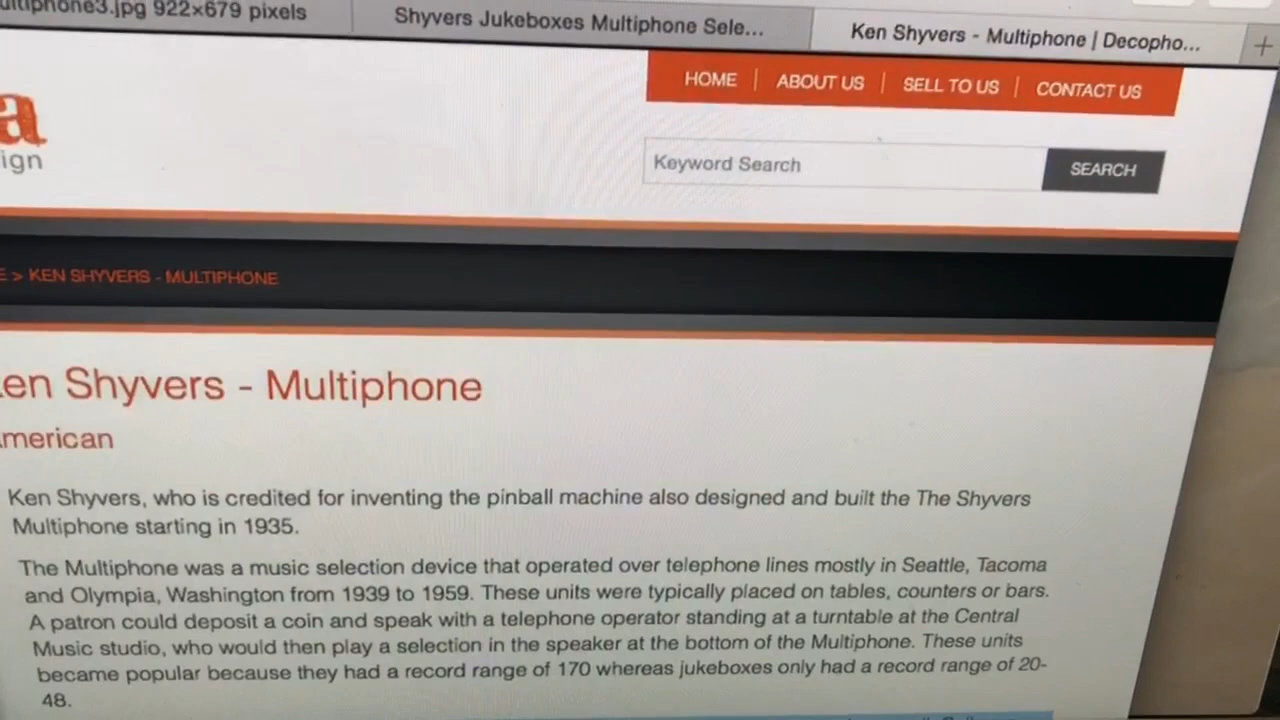 ultiphone3.jpg 922×679 pixels
Shyvers Jukeboxes Multiphone Sele...
Ken Shyvers - Multiphone | Decopho...
HOME | ABOUT US | SELL TO US | CONTACT US
a
ign
Keyword Search
SEARCH
E > KEN SHYVERS - MULTIPHONE
en Shyvers - Multiphone
merican
Ken Shyvers, who is credited for inventing the pinball machine also designed and built the The Shyvers
Multiphone starting in 1935.
The Multiphone was a music selection device that operated over telephone lines mostly in Seattle, Tacoma
and Olympia, Washington from 1939 to 1959. These units were typically placed on tables, counters or bars.
A patron could deposit a coin and speak with a telephone operator standing at a turntable at the Central
Music studio, who would then play a selection in the speaker at the bottom of the Multiphone. These units
became popular because they had a record range of 170 whereas jukeboxes only had a record range of 20-
48.